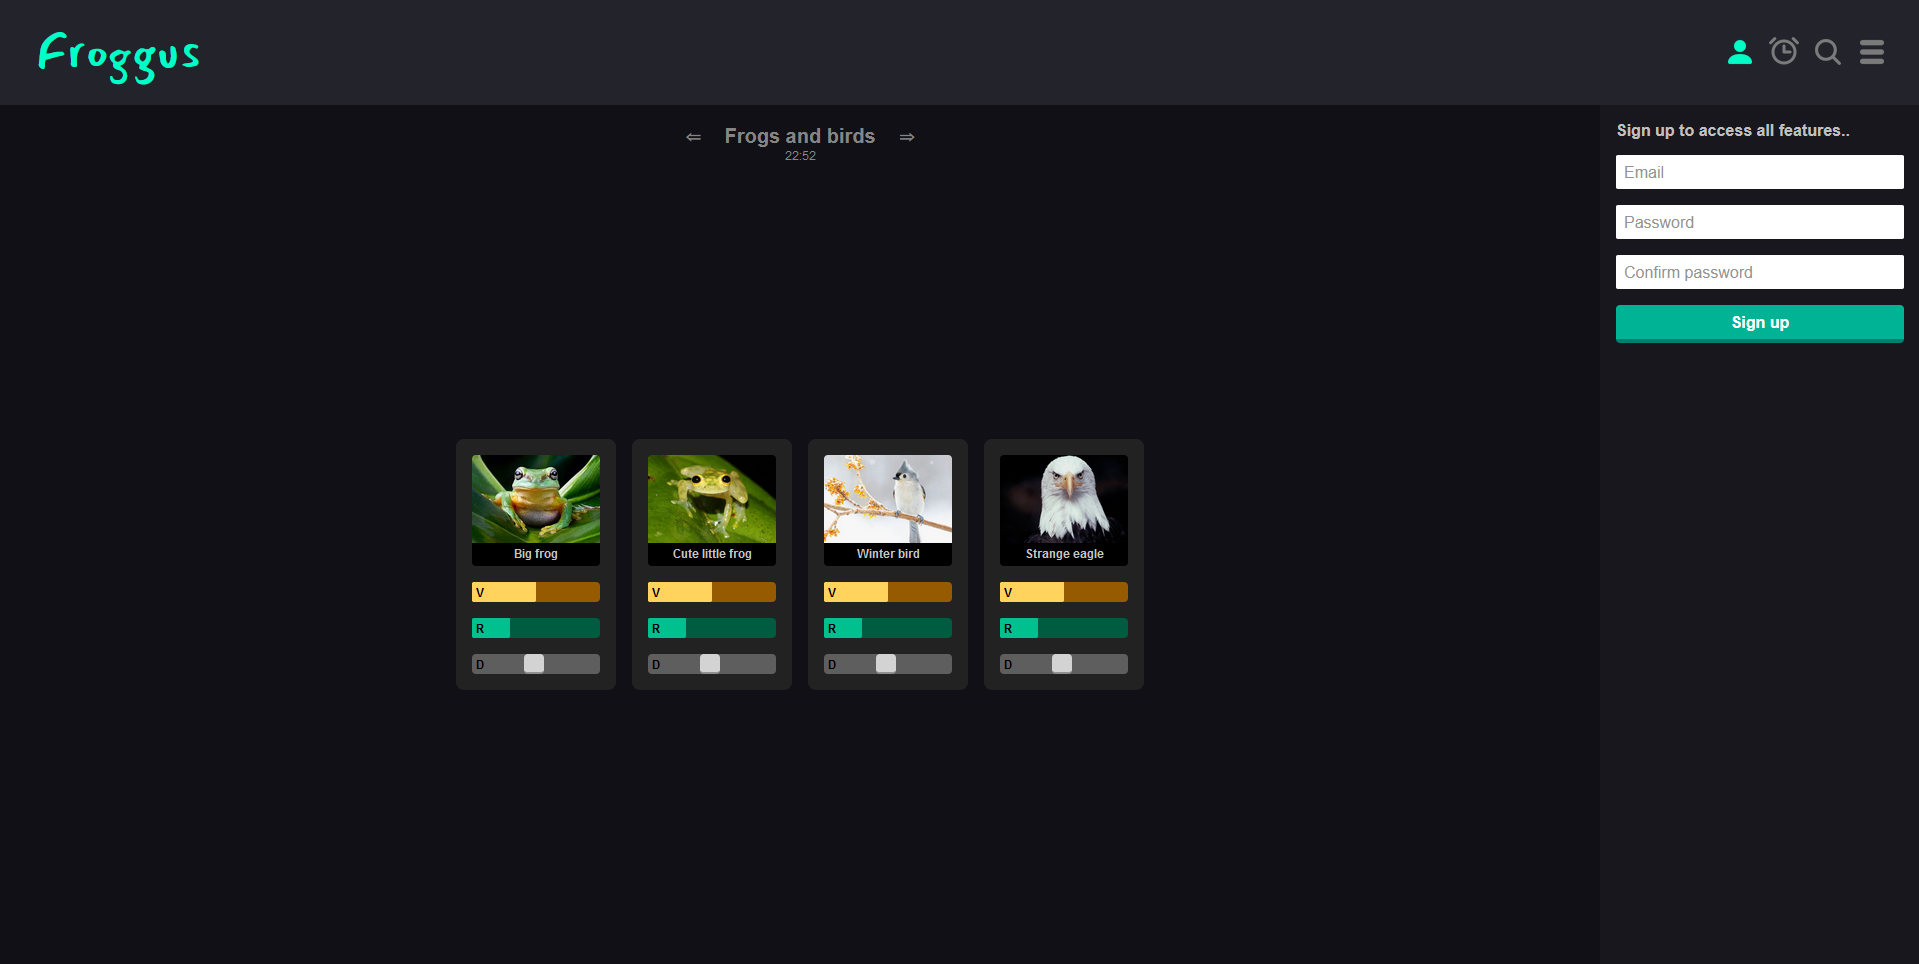 Froggus
⇐ Frogs and birds ⇒
22:52
Sign up to access all features..
Email
Password
Confirm password
Sign up
Big frog
V
R
D
Cute little frog
V
R
D
Winter bird
V
R
D
Strange eagle
V
R
D